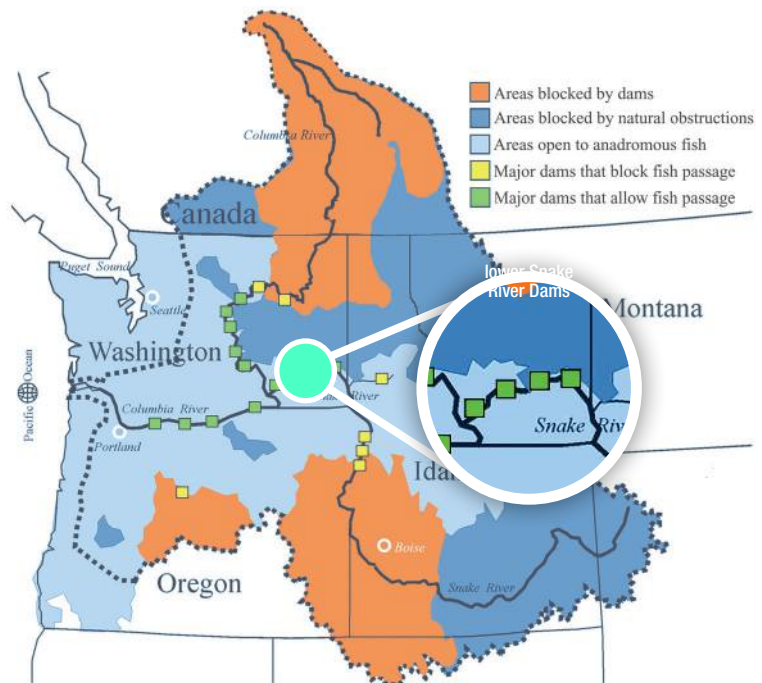 Areas blocked by dams
Areas blocked by natural obstructions
Areas open to anadromous fish
Major dams that block fish passage
Major dams that allow fish passage
Columbia River
Canada
Puget Sound
Seattle
lower Snake
River Dams
Montana
Washington
Pacific
Ocean
Columbia River
River
Portland
Snake
Boise
Oregon
Snake River